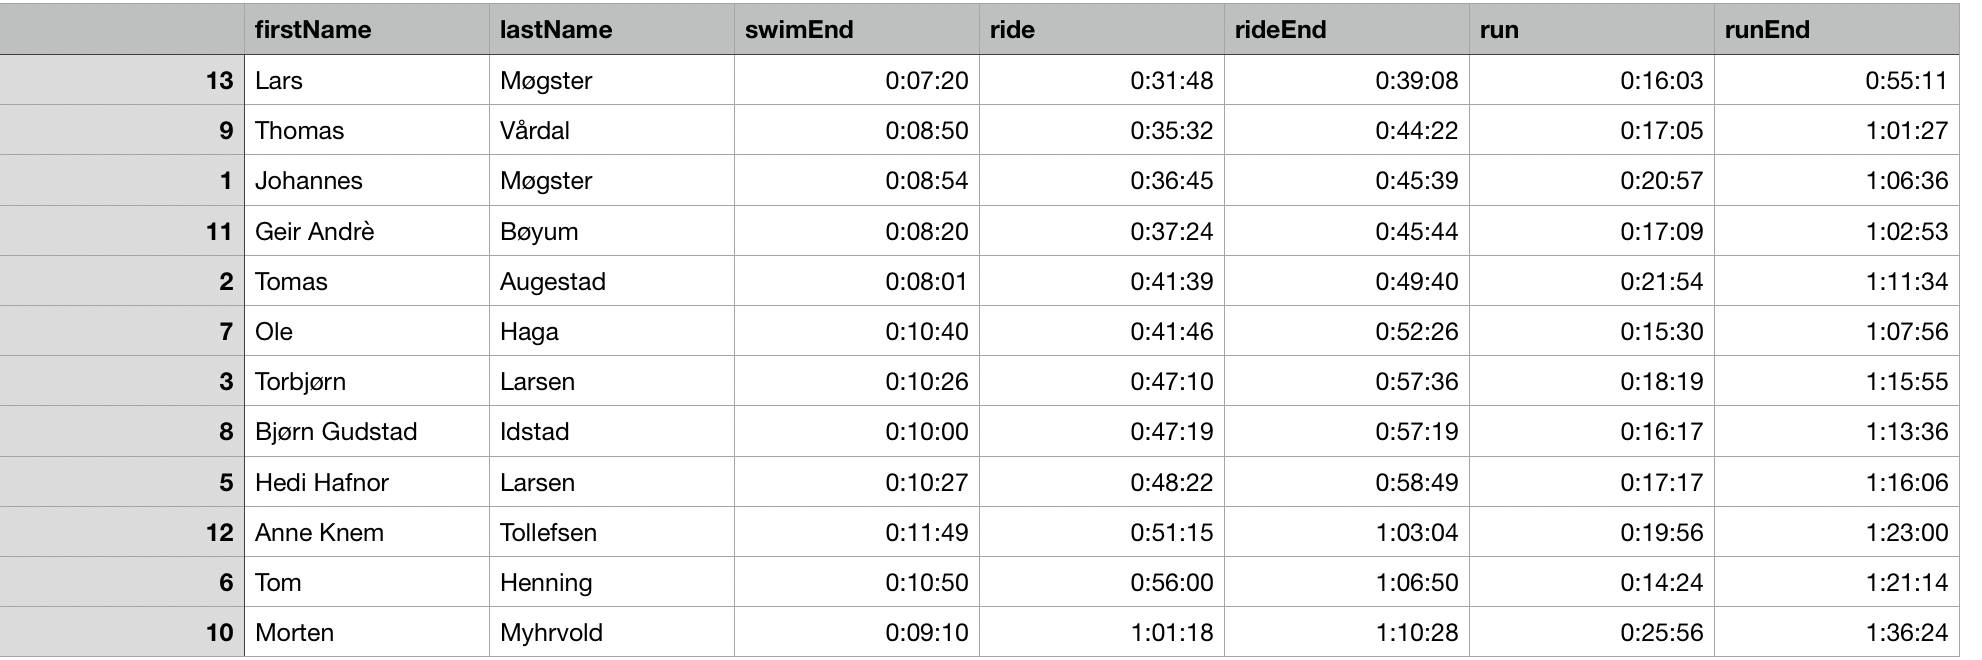 firstName lastName swimEnd ride rideEnd run runEnd
13 Lars Møgster 0:07:20 0:31:48 0:39:08 0:16:03 0:55:11
9 Thomas Vårdal 0:08:50 0:35:32 0:44:22 0:17:05 1:01:27
1 Johannes Møgster 0:08:54 0:36:45 0:45:39 0:20:57 1:06:36
11 Geir Andrè Bøyum 0:08:20 0:37:24 0:45:44 0:17:09 1:02:53
2 Tomas Augestad 0:08:01 0:41:39 0:49:40 0:21:54 1:11:34
7 Ole Haga 0:10:40 0:41:46 0:52:26 0:15:30 1:07:56
3 Torbjørn Larsen 0:10:26 0:47:10 0:57:36 0:18:19 1:15:55
8 Bjørn Gudstad Idstad 0:10:00 0:47:19 0:57:19 0:16:17 1:13:36
5 Hedi Hafnor Larsen 0:10:27 0:48:22 0:58:49 0:17:17 1:16:06
12 Anne Knem Tollefsen 0:11:49 0:51:15 1:03:04 0:19:56 1:23:00
6 Tom Henning 0:10:50 0:56:00 1:06:50 0:14:24 1:21:14
10 Morten Myhrvold 0:09:10 1:01:18 1:10:28 0:25:56 1:36:24